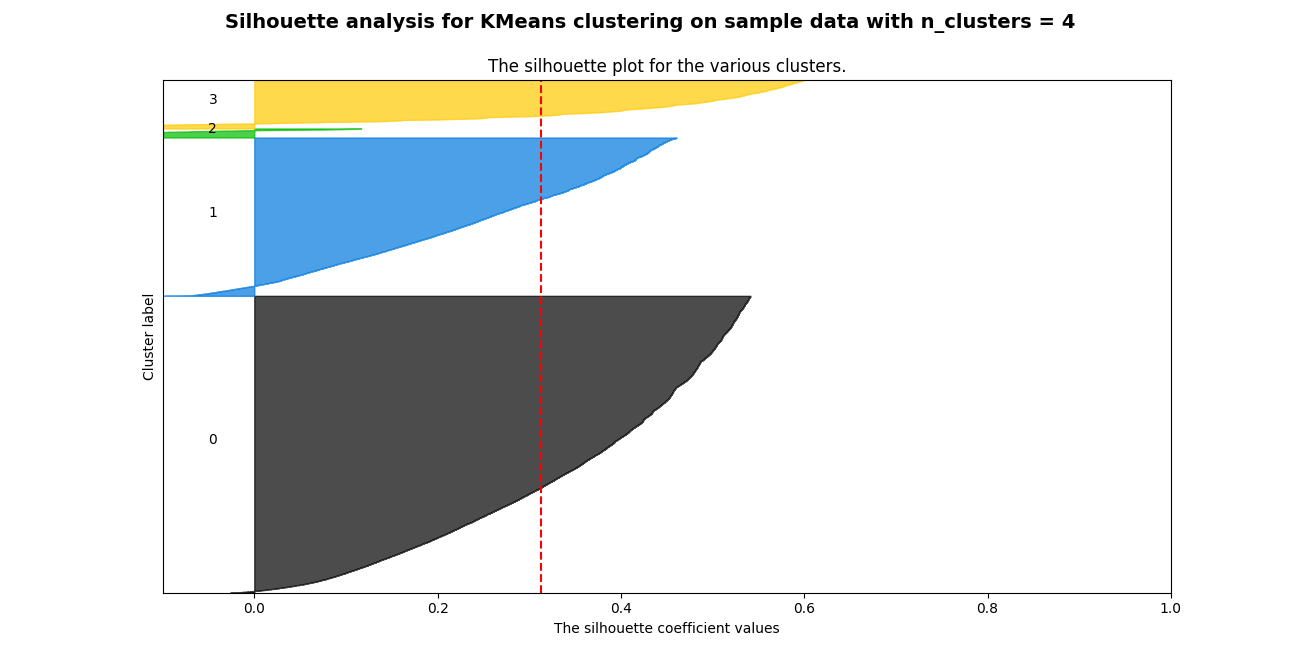 Silhouette analysis for KMeans clustering on sample data with n_clusters = 4
The silhouette plot for the various clusters.
3
2
1
0
Cluster label
0.0 0.2 0.4 0.6 0.8 1.0
The silhouette coefficient values